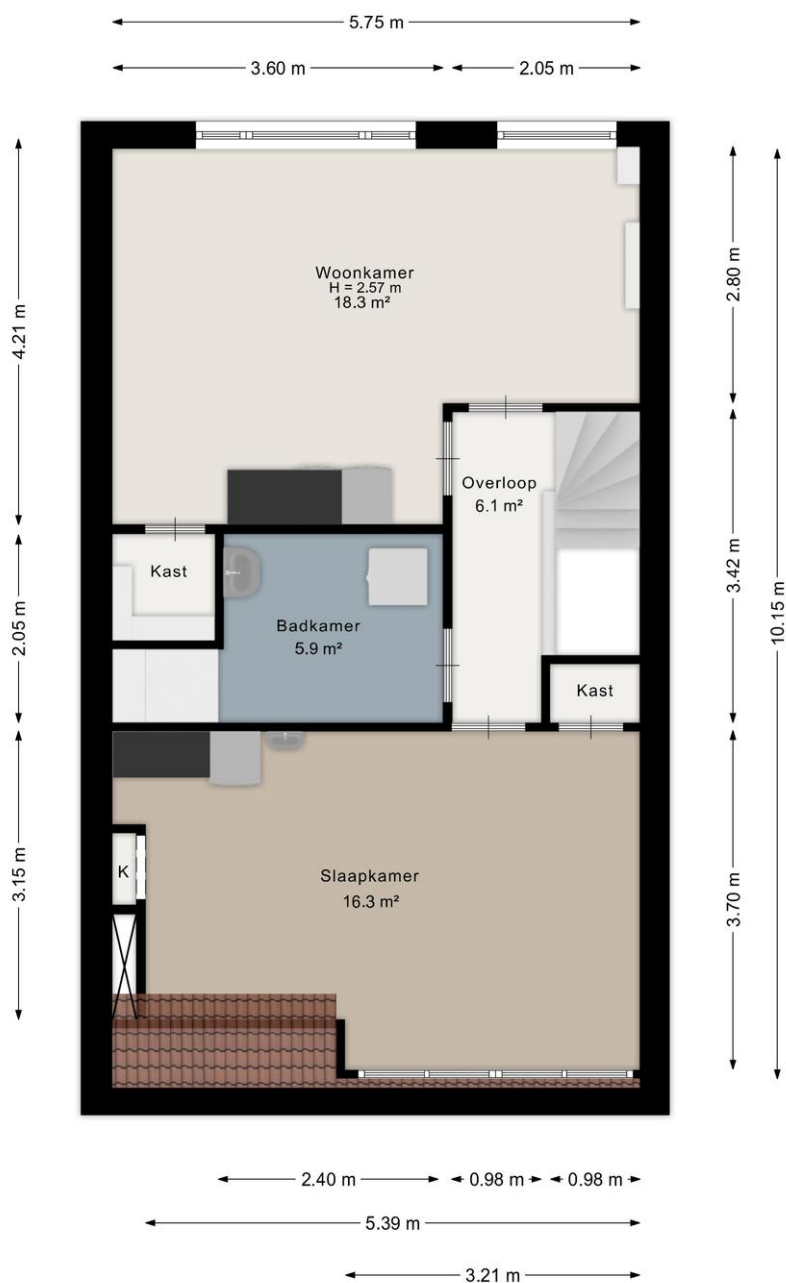 5.75 m
3.60 m
2.05 m
4.21 m
2.80 m
Woonkamer
H = 2.57 m
18.3 m²
10.15 m
Overloop
6.1 m²
3.42 m
2.05 m
Kast
Badkamer
5.9 m²
Kast
3.15 m
K
Slaapkamer
16.3 m²
3.70 m
2.40 m
0.98 m
0.98 m
5.39 m
3.21 m